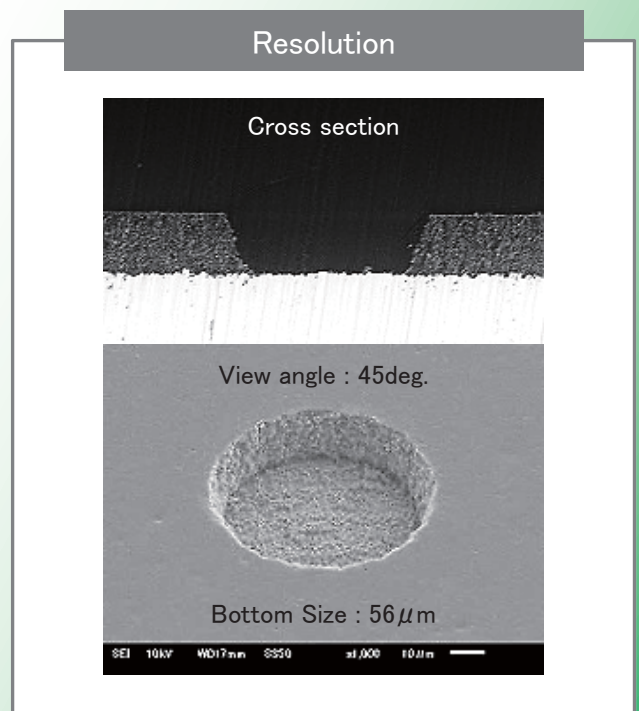 Resolution
Cross section
View angle : 45deg.
Bottom Size : 56μm
SEI 10kV WD17mm SS50 x1,000 10μm